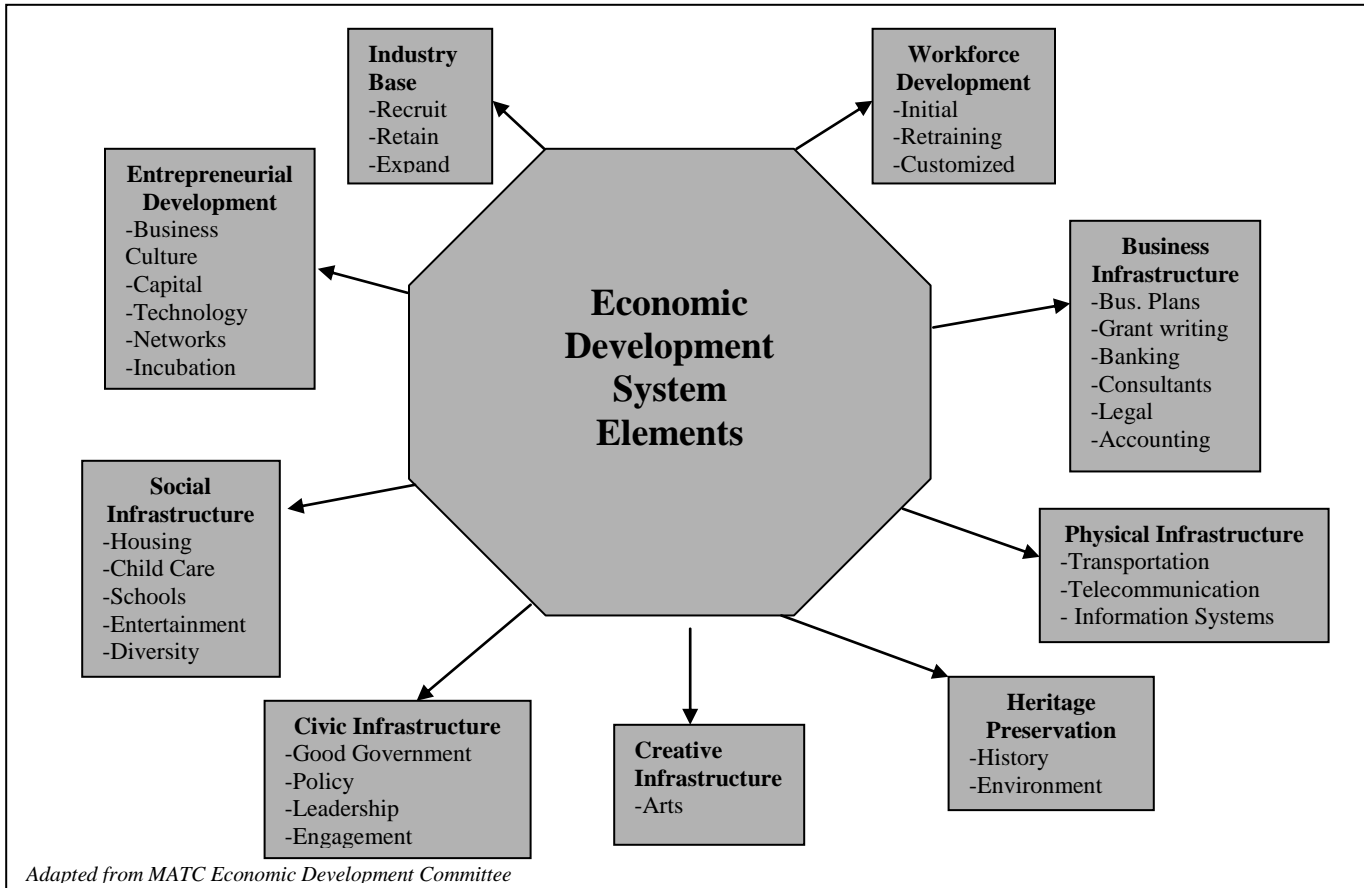 Industry
Base
-Recruit
-Retain
-Expand
Workforce
Development
-Initial
-Retraining
-Customized
Entrepreneurial
Development
-Business
Culture
-Capital
-Technology
-Networks
-Incubation
Business
Infrastructure
-Bus. Plans
-Grant writing
-Banking
-Consultants
-Legal
-Accounting
Economic
Development
System
Elements
Social
Infrastructure
-Housing
-Child Care
-Schools
-Entertainment
-Diversity
Physical Infrastructure
-Transportation
-Telecommunication
- Information Systems
Civic Infrastructure
-Good Government
-Policy
-Leadership
-Engagement
Creative
Infrastructure
-Arts
Heritage
Preservation
-History
-Environment
Adapted from MATC Economic Development Committee